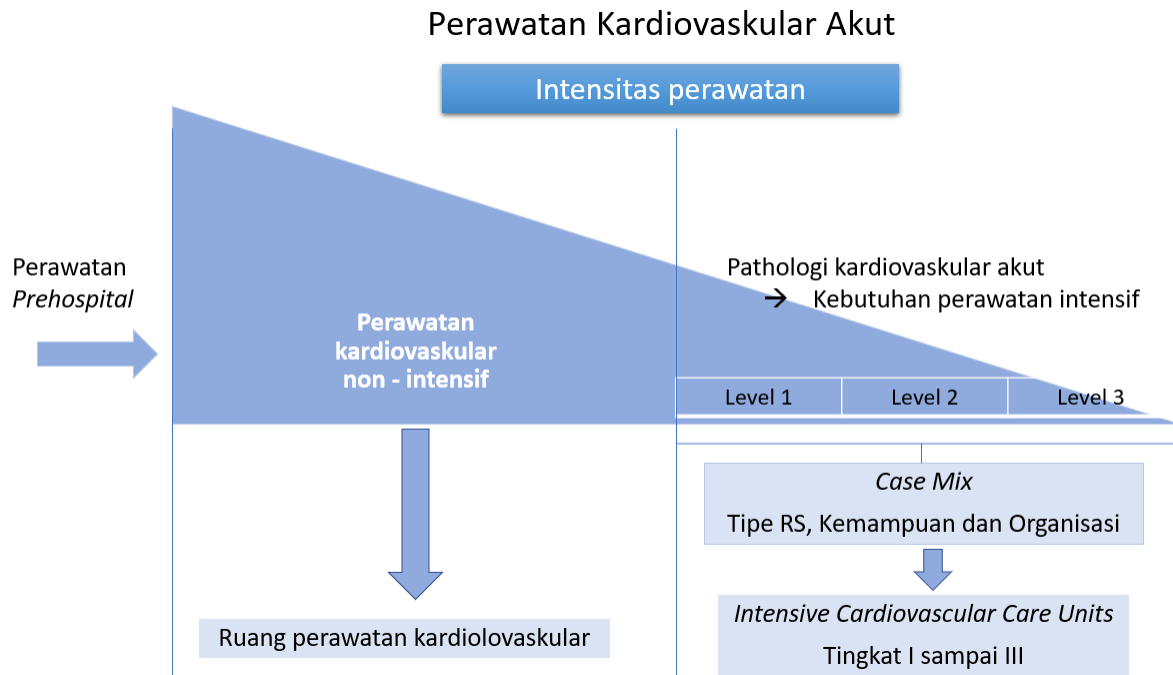 Perawatan Kardiovaskular Akut
Intensitas perawatan
Perawatan
Prehospital
Pathologi kardiovaskular akut
→ Kebutuhan perawatan intensif
Perawatan
kardiovaskular
non - intensif
Level 1
Level 2
Level 3
Case Mix
Tipe RS, Kemampuan dan Organisasi
Ruang perawatan kardiolovaskular
Intensive Cardiovascular Care Units
Tingkat I sampai III